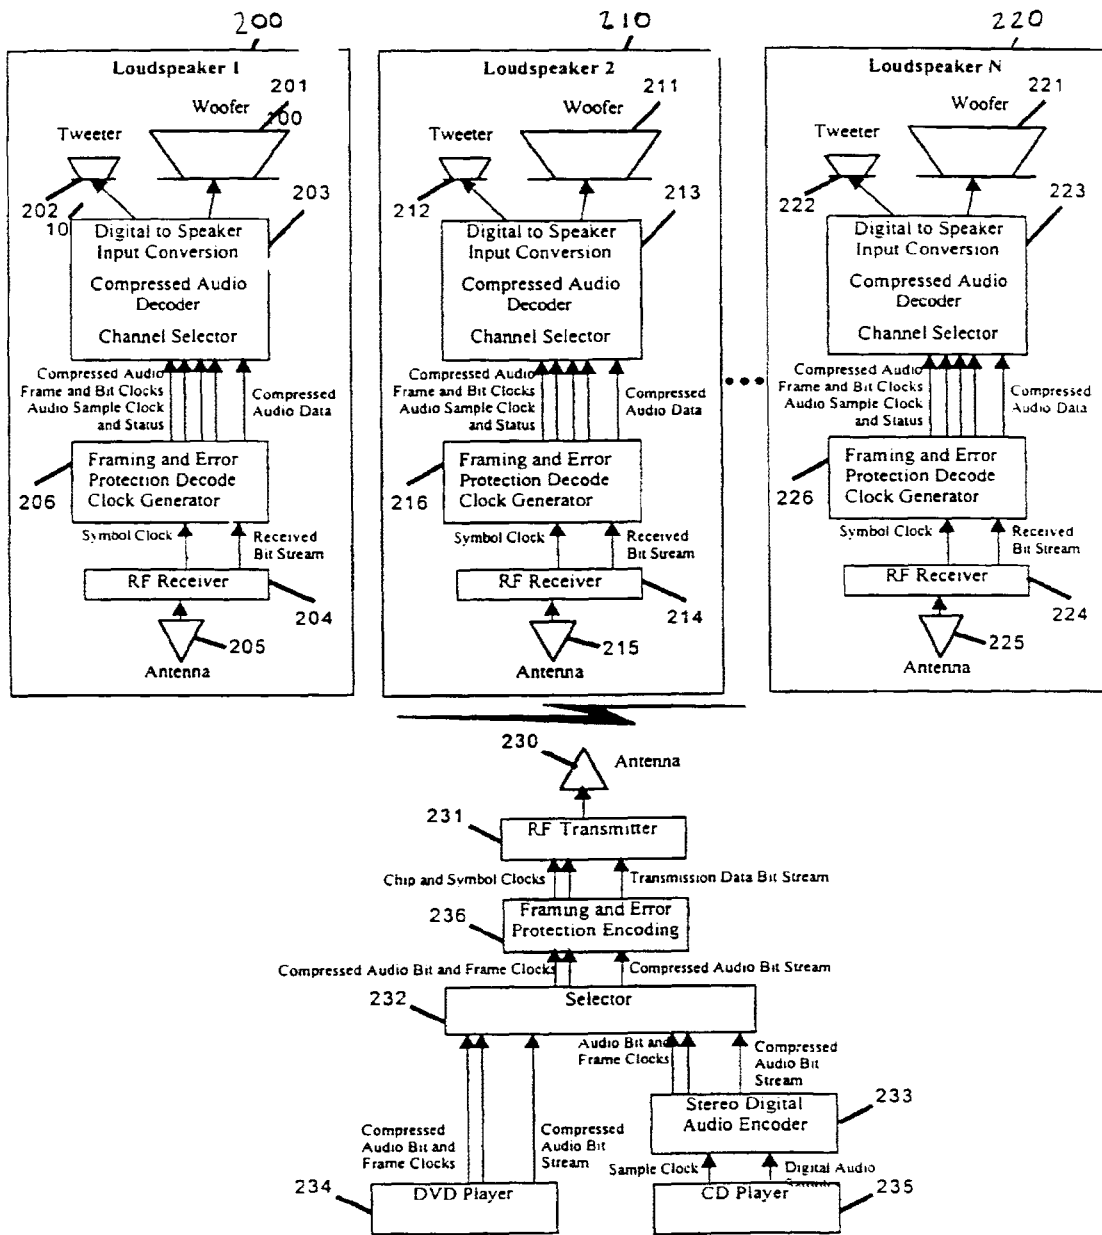 200
210
220
Loudspeaker 1
Loudspeaker 2
Loudspeaker N
201
Woofer
100
Tweeter
211
Woofer
Tweeter
221
Woofer
Tweeter
202
10
203
212
213
222
223
Digital to Speaker
Input Conversion
Compressed Audio
Decoder
Channel Selector
Digital to Speaker
Input Conversion
Compressed Audio
Decoder
Channel Selector
Digital to Speaker
Input Conversion
Compressed Audio
Decoder
Channel Selector
Compressed Audio
Frame and Bit Clocks
Audio Sample Clock
and Status
Compressed
Audio Data
Compressed Audio
Frame and Bit Clocks
Audio Sample Clock
and Status
Compressed
Audio Data
Compressed Audio
Frame and Bit Clocks
Audio Sample Clock
and Status
Compressed
Audio Data
206
Framing and Error
Protection Decode
Clock Generator
216
Framing and Error
Protection Decode
Clock Generator
226
Framing and Error
Protection Decode
Clock Generator
Symbol Clock
Received
Bit Stream
Symbol Clock
Received
Bit Stream
Symbol Clock
Received
Bit Stream
RF Receiver
204
RF Receiver
214
RF Receiver
224
205
Antenna
215
Antenna
225
Antenna
230
Antenna
231
RF Transmitter
Chip and Symbol Clocks
Transmission Data Bit Stream
236
Framing and Error
Protection Encoding
Compressed Audio Bit and Frame Clocks
Compressed Audio Bit Stream
232
Selector
Audio Bit and
Frame Clocks
Compressed
Audio Bit
Stream
233
Stereo Digital
Audio Encoder
Compressed
Audio Bit and
Frame Clocks
Compressed
Audio Bit
Stream
Sample Clock
Digital Audio
234
DVD Player
CD Player
235